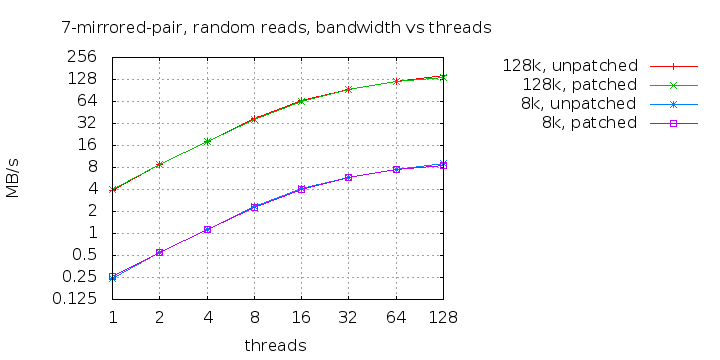 7-mirrored-pair, random reads, bandwidth vs threads
128k, unpatched
128k, patched
8k, unpatched
8k, patched
MB/s
256
128
64
32
16
8
4
2
1
0.5
0.25
0.125
1 2 4 8 16 32 64 128
threads